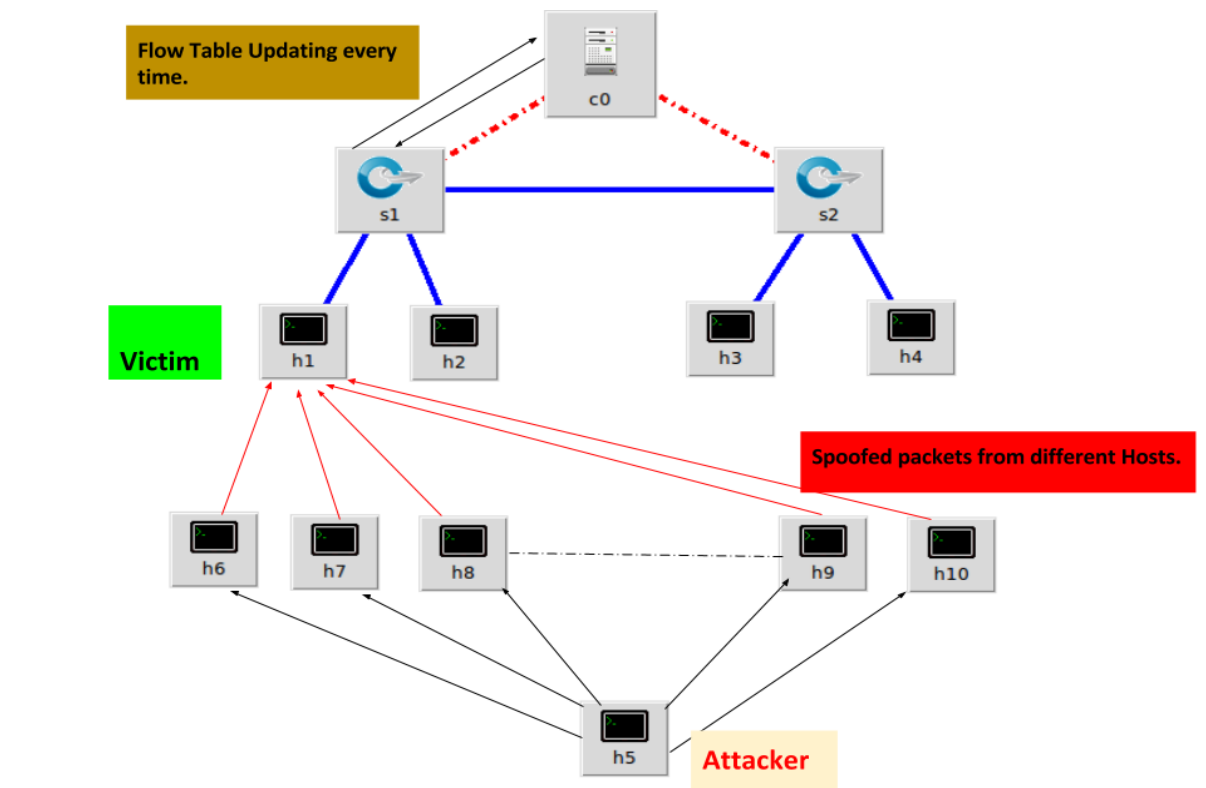 Flow Table Updating every
time.
c0
s1
s2
Victim
h1
h2
h3
h4
Spoofed packets from different Hosts.
h6
h7
h8
h9
h10
h5
Attacker